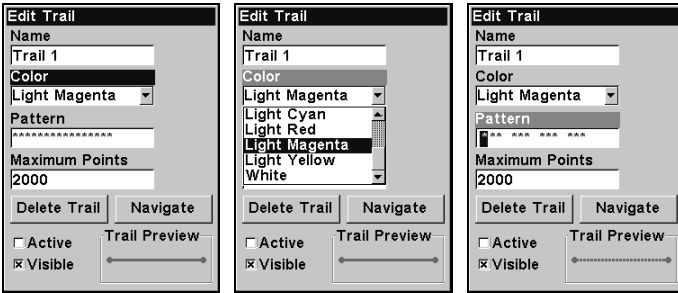 Edit Trail
Name
Trail 1
Color
Light Magenta
Pattern
***************
Maximum Points
2000
Delete Trail
Navigate
Active
Visible
Trail Preview
Edit Trail
Name
Trail 1
Color
Light Magenta
Light Cyan
Light Red
Light Magenta
Light Yellow
White
Delete Trail
Navigate
Active
Visible
Trail Preview
Edit Trail
Name
Trail 1
Color
Light Magenta
Pattern
*** *** *** ***
Maximum Points
2000
Delete Trail
Navigate
Active
Visible
Trail Preview